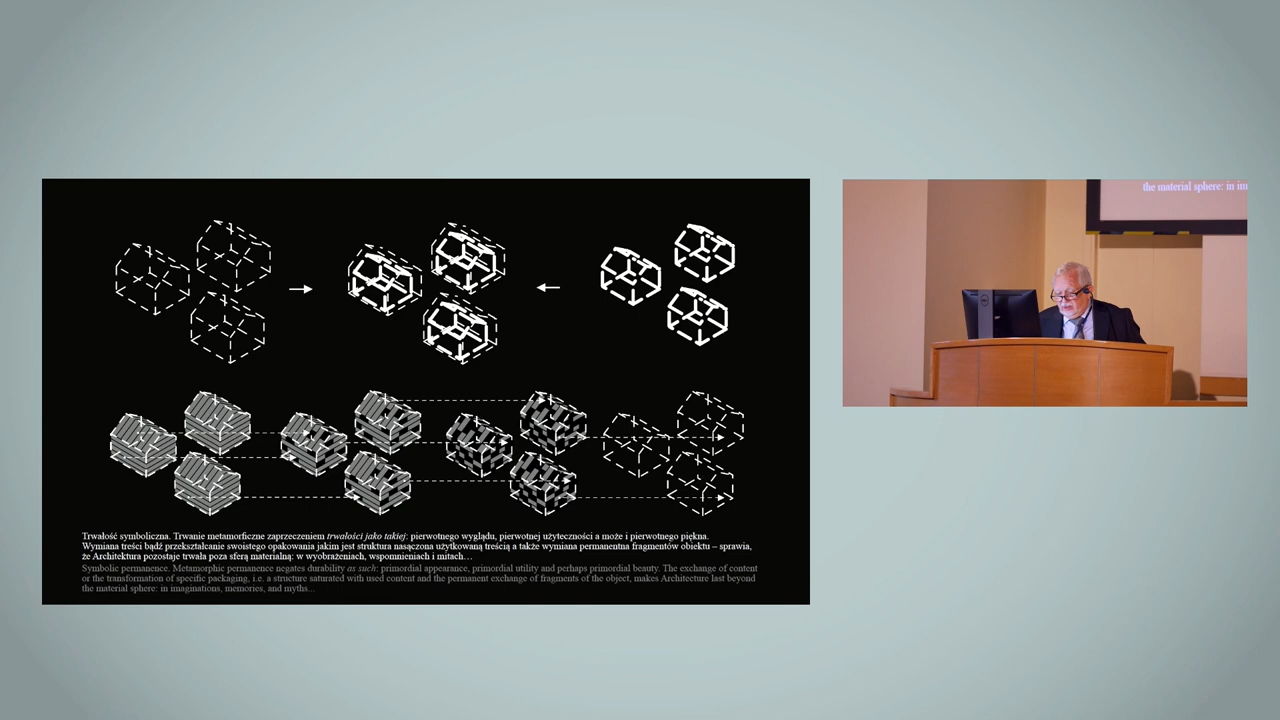 Trwałość symboliczna. Trwanie metamorficzne zaprzeczeniem trwałości jako takiej: pierwotnego wyglądu, pierwotnej użyteczności a może i pierwotnego piękna.
Wymiana treści bądź przekształcanie swoistego opakowania jakim jest struktura nasączona użytkowaną treścią a także wymiana permanentna fragmentów obiektu – sprawia,
że Architektura pozostaje trwała poza sferą materialną: w wyobrażeniach, wspomnieniach i mitach…
Symbolic permanence. Metamorphic permanence negates durability as such: primordial appearance, primordial utility and perhaps primordial beauty. The exchange of content
or the transformation of specific packaging, i.e. a structure saturated with used content and the permanent exchange of fragments of the object, makes Architecture last beyond
the material sphere: in imaginations, memories, and myths...
the material sphere: in im